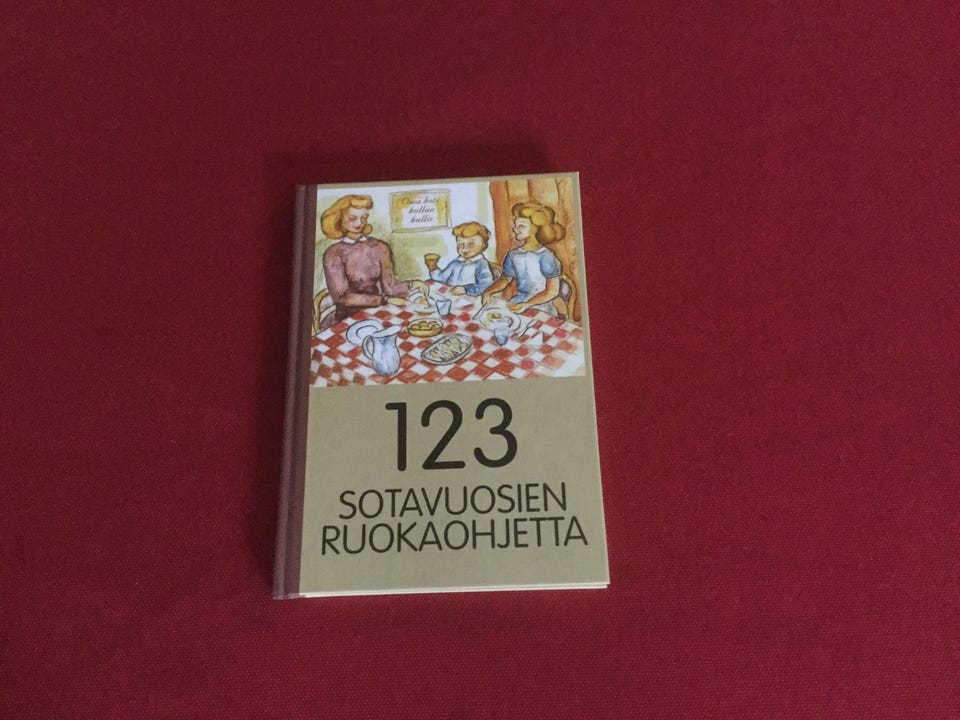 Oma koti
kullan
kallis
123
SOTAVUOSIEN
RUOKAOHJETTA